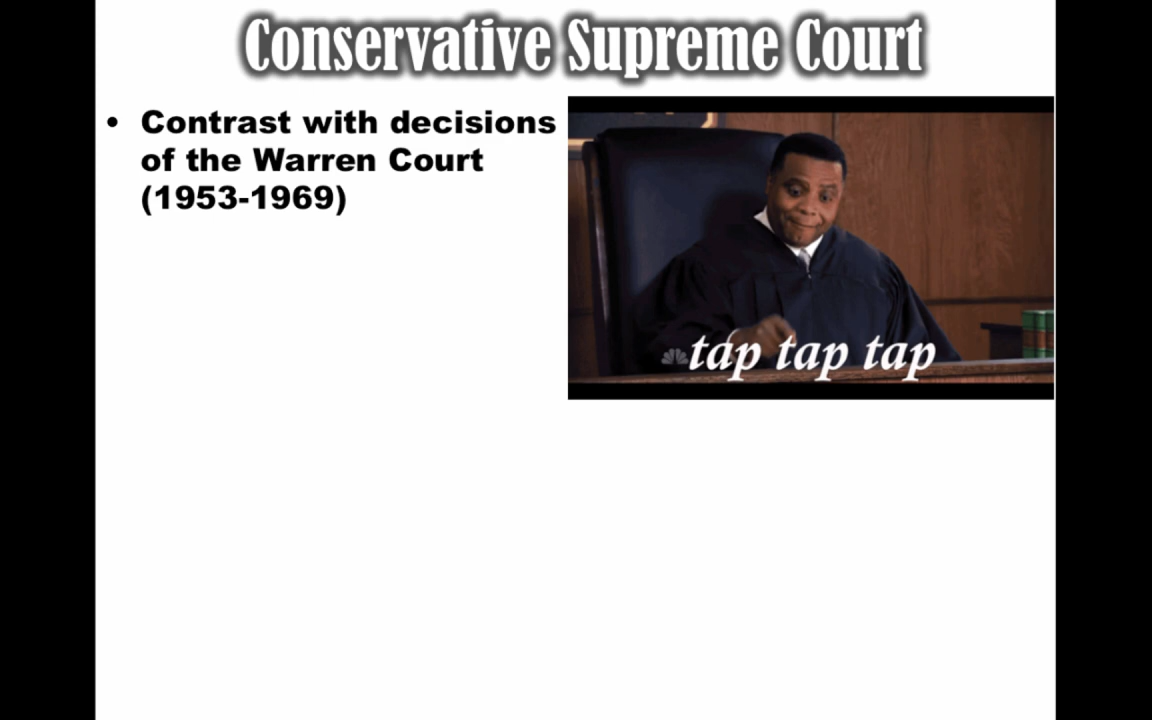 Conservative Supreme Court
• Contrast with decisions
of the Warren Court
(1953-1969)
tap tap tap